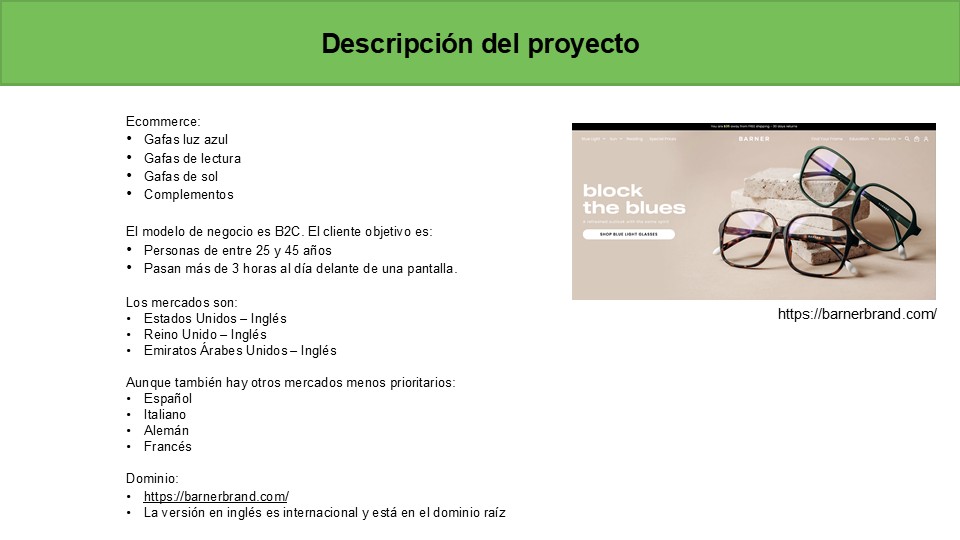 Descripción del proyecto
Ecommerce:
• Gafas luz azul
• Gafas de lectura
• Gafas de sol
• Complementos
El modelo de negocio es B2C. El cliente objetivo es:
• Personas de entre 25 y 45 años
• Pasan más de 3 horas al día delante de una pantalla.
Los mercados son:
• Estados Unidos – Inglés
• Reino Unido – Inglés
• Emiratos Árabes Unidos – Inglés
Aunque también hay otros mercados menos prioritarios:
• Español
• Italiano
• Alemán
• Francés
Dominio:
• https://barnerbrand.com/
• La versión en inglés es internacional y está en el dominio raíz
BARNER
block
the blues
SHOP BLUE LIGHT GLASSES
https://barnerbrand.com/